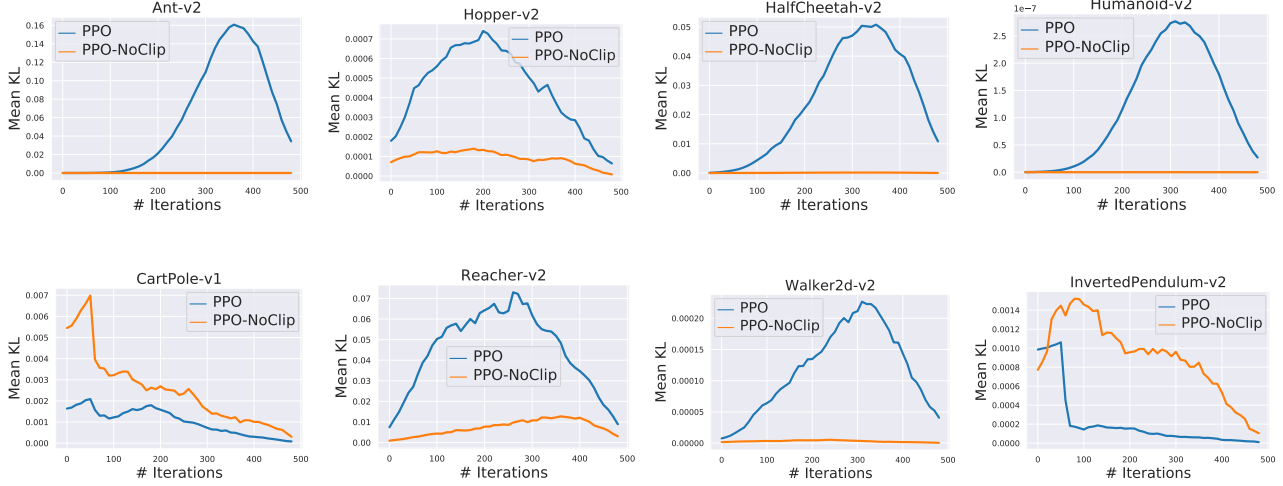 Ant-v2
PPO
PPO-NoClip
Mean KL
0.16
0.14
0.12
0.10
0.08
0.06
0.04
0.02
0.00
0 100 200 300 400 500
# Iterations
Hopper-v2
PPO
PPO-NoClip
Mean KL
0.0007
0.0006
0.0005
0.0004
0.0003
0.0002
0.0001
0.0000
0 100 200 300 400 500
# Iterations
HalfCheetah-v2
PPO
PPO-NoClip
Mean KL
0.05
0.04
0.03
0.02
0.01
0.00
0 100 200 300 400 500
# Iterations
Humanoid-v2
1e−7
PPO
PPO-NoClip
Mean KL
2.5
2.0
1.5
1.0
0.5
0.0
0 100 200 300 400 500
# Iterations
CartPole-v1
PPO
PPO-NoClip
Mean KL
0.007
0.006
0.005
0.004
0.003
0.002
0.001
0.000
0 100 200 300 400 500
# Iterations
Reacher-v2
PPO
PPO-NoClip
Mean KL
0.07
0.06
0.05
0.04
0.03
0.02
0.01
0.00
0 100 200 300 400 500
# Iterations
Walker2d-v2
PPO
PPO-NoClip
Mean KL
0.00020
0.00015
0.00010
0.00005
0.00000
0 100 200 300 400 500
# Iterations
InvertedPendulum-v2
PPO
PPO-NoClip
Mean KL
0.0014
0.0012
0.0010
0.0008
0.0006
0.0004
0.0002
0.0000
0 100 200 300 400 500
# Iterations